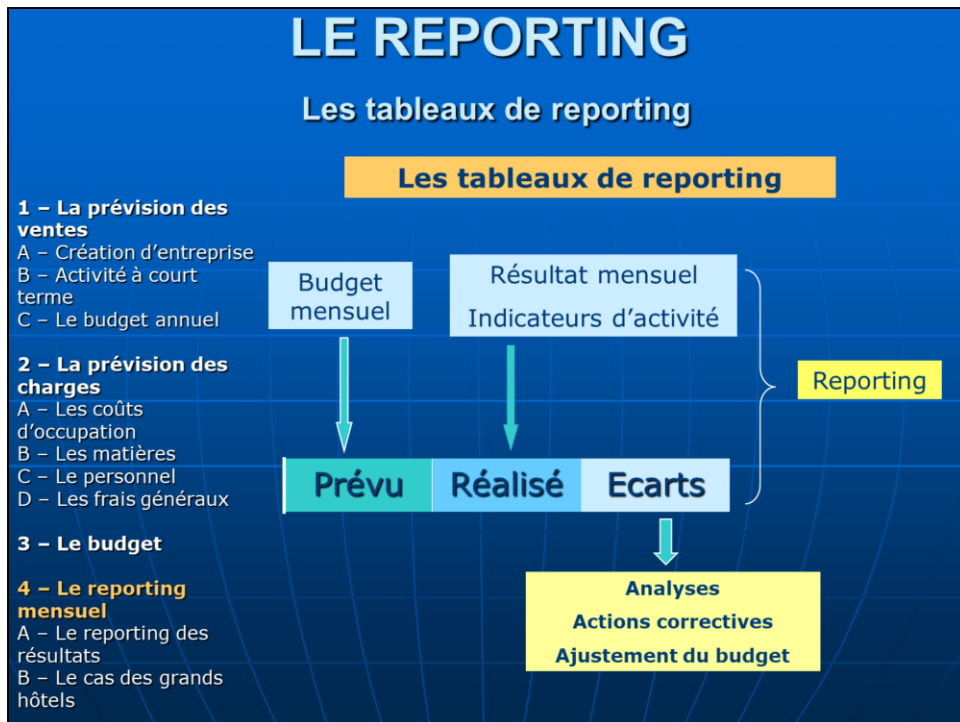 LE REPORTING
Les tableaux de reporting
Les tableaux de reporting
1 – La prévision des
ventes
A – Création d’entreprise
B – Activité à court
terme
C – Le budget annuel
2 – La prévision des
charges
A – Les coûts
d’occupation
B – Les matières
C – Le personnel
D – Les frais généraux
3 – Le budget
4 – Le reporting
mensuel
A – Le reporting des
résultats
B – Le cas des grands
hôtels
Budget
mensuel
Résultat mensuel
Indicateurs d’activité
Reporting
Prévu
Réalisé
Ecarts
Analyses
Actions correctives
Ajustement du budget